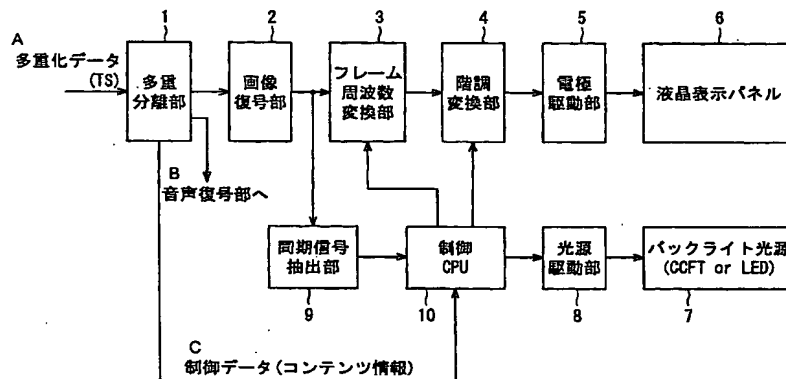 1
2
3
4
5
6
A
多重化データ
(TS)
多重
分離部
画像
復号部
フレーム
周波数
変換部
階調
変換部
電極
駆動部
液晶表示パネル
B
音声復号部へ
同期信号
抽出部
制御
CPU
光源
駆動部
バックライト光源
(CCFT or LED)
9
10
8
7
C
制御データ(コンテンツ情報)